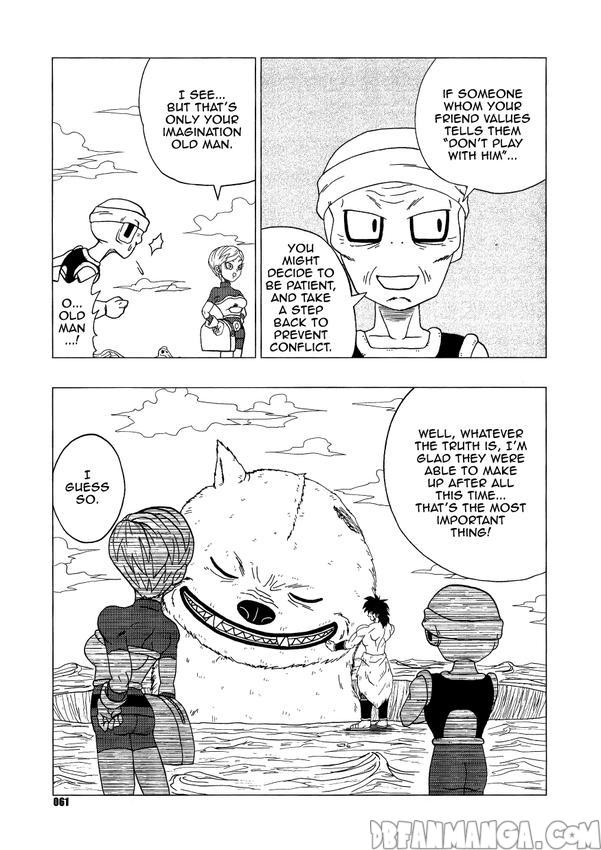 IF SOMEONE
WHOM YOUR
FRIEND VALUES
TELLS THEM
"DON'T PLAY
WITH HIM"...
YOU
MIGHT
DECIDE TO
BE PATIENT,
AND TAKE
A STEP
BACK TO
PREVENT
CONFLICT.
I SEE...
BUT THAT'S
ONLY YOUR
IMAGINATION
OLD MAN.
O...
OLD
MAN
...!
WELL, WHATEVER
THE TRUTH IS, I'M
GLAD THEY WERE
ABLE TO MAKE
UP AFTER ALL
THIS TIME...
THAT'S THE MOST
IMPORTANT
THING!
I
GUESS
SO.
061
DBFANMANGA.COM